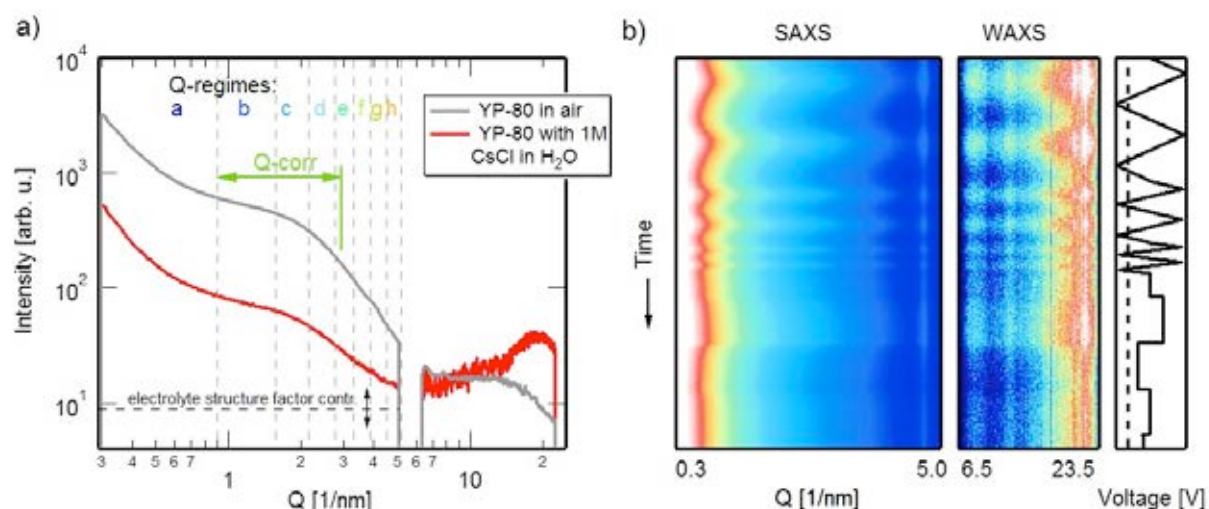 a)
Q-regimes:
a b c d e f g h
Q-corr
YP-80 in air
YP-80 with 1M
CsCl in H2O
electrolyte structure factor contr.
Intensity [arb. u.]
10^4
10^3
10^2
10^1
3 4 5 6 7 2 3 4 5 6 7 2
1 10
Q [1/nm]
b)
SAXS WAXS
Time
0.3 5.0 6.5 23.5
Q [1/nm] Voltage [V]